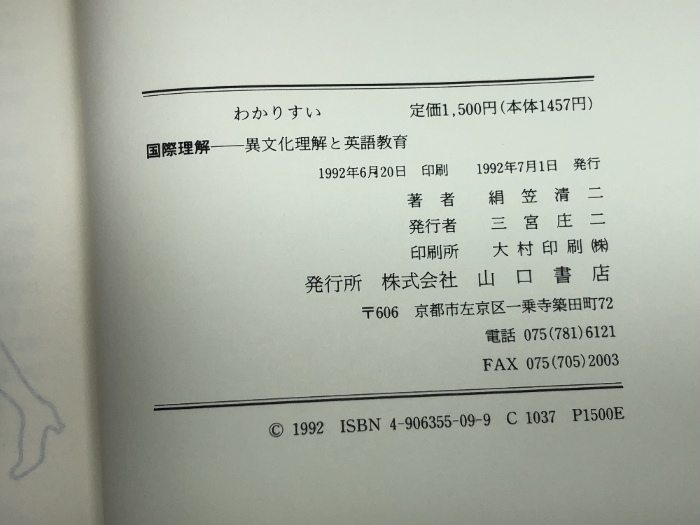 わかりすい　定価1,500円(本体1457円)
国際理解――異文化理解と英語教育
1992年6月20日　印刷　1992年7月1日　発行
著　者　絹　笠　清　二
発行者　三　宮　庄　二
印刷所　大　村　印　刷　㈱
発行所　株式会社　山　口　書　店
〒606　京都市左京区一乗寺築田町72
電話 075(781)6121
FAX 075(705)2003
© 1992　ISBN 4-906355-09-9　C 1037　P1500E